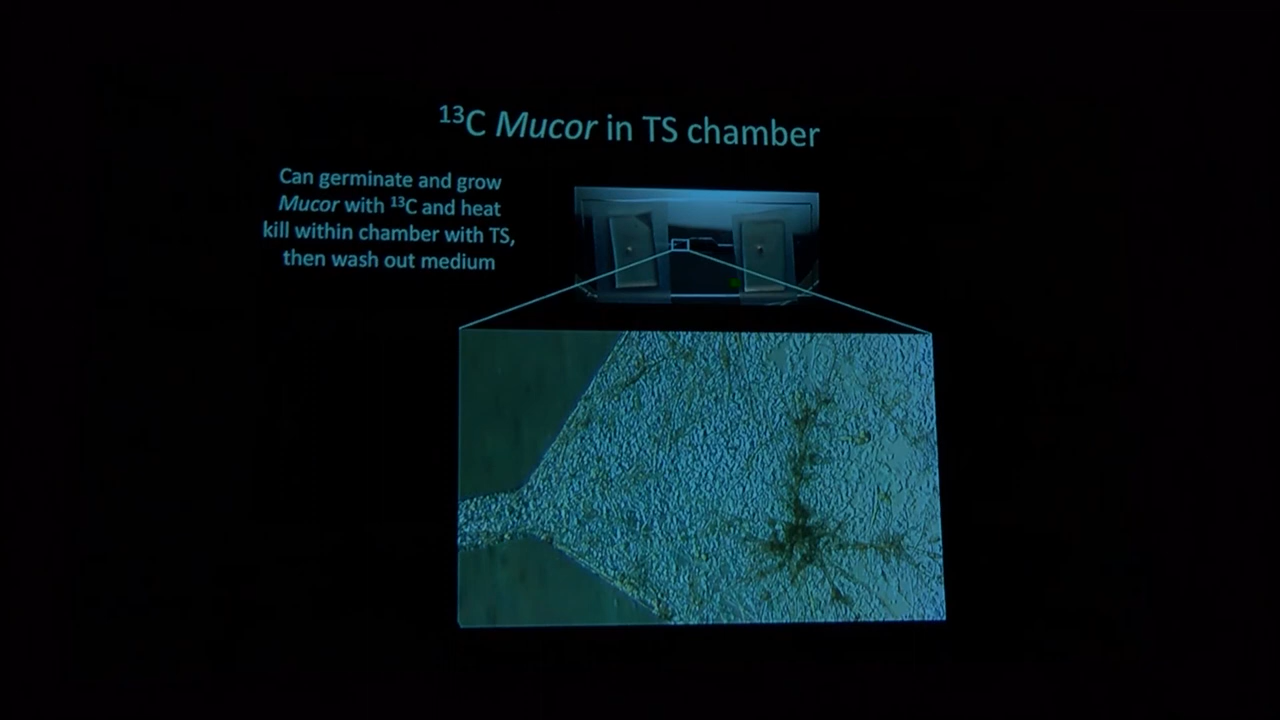 ¹³C Mucor in TS chamber
Can germinate and grow
Mucor with ¹³C and heat
kill within chamber with TS,
then wash out medium